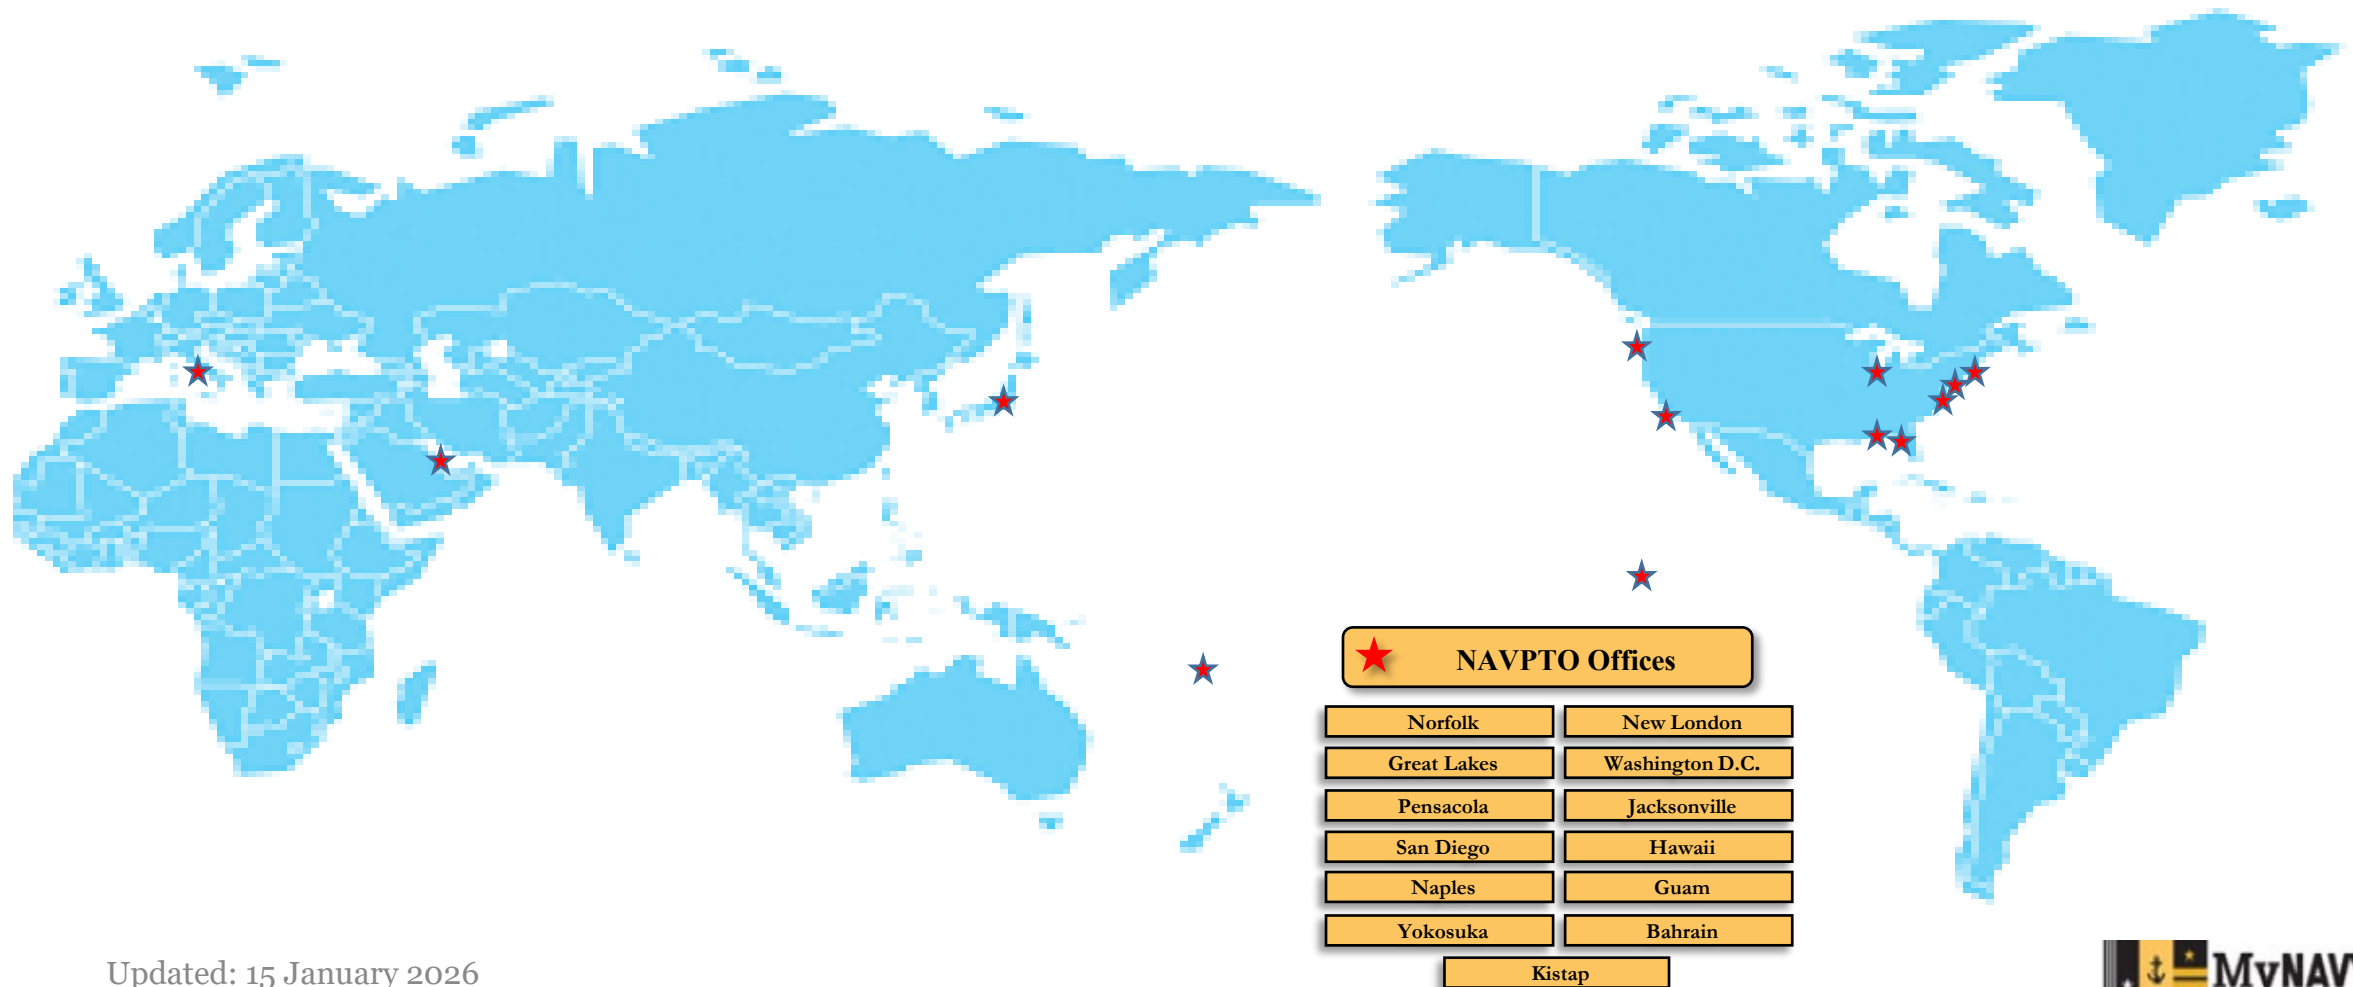 NAVPTO Offices
Norfolk
New London
Great Lakes
Washington D.C.
Pensacola
Jacksonville
San Diego
Hawaii
Naples
Guam
Yokosuka
Bahrain
Kistap
Updated: 15 January 2026
MyNAV